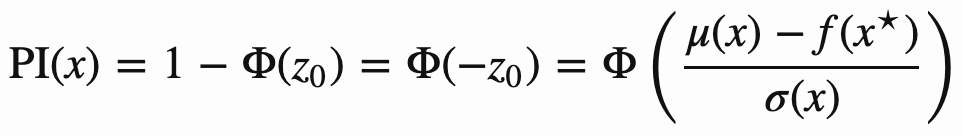 PI(x) = 1 − Φ(z₀) = Φ(−z₀) = Φ ( (μ(x) − f(x⋆)) / σ(x) )